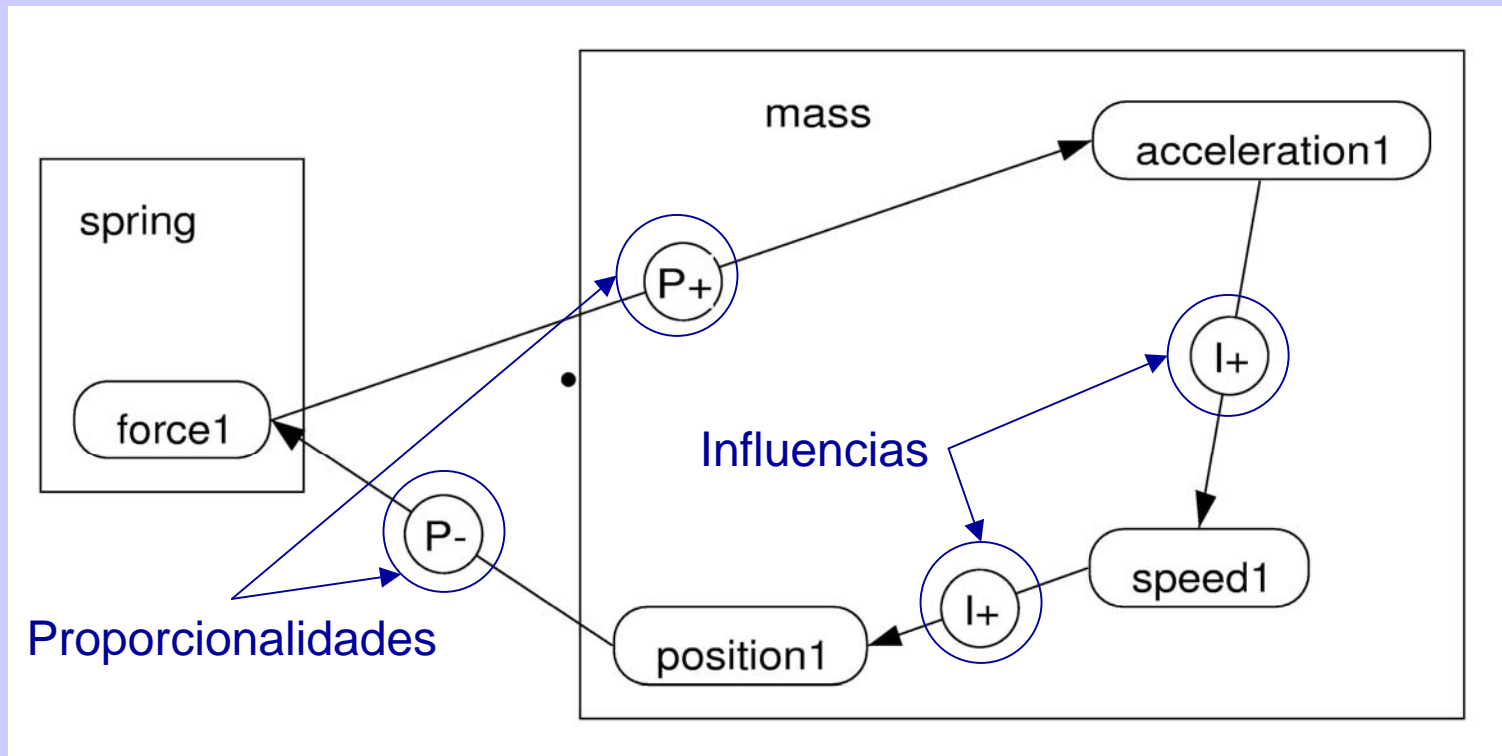 mass
acceleration1
spring
P+
I+
force1
Influencias
P-
speed1
I+
Proporcionalidades
position1